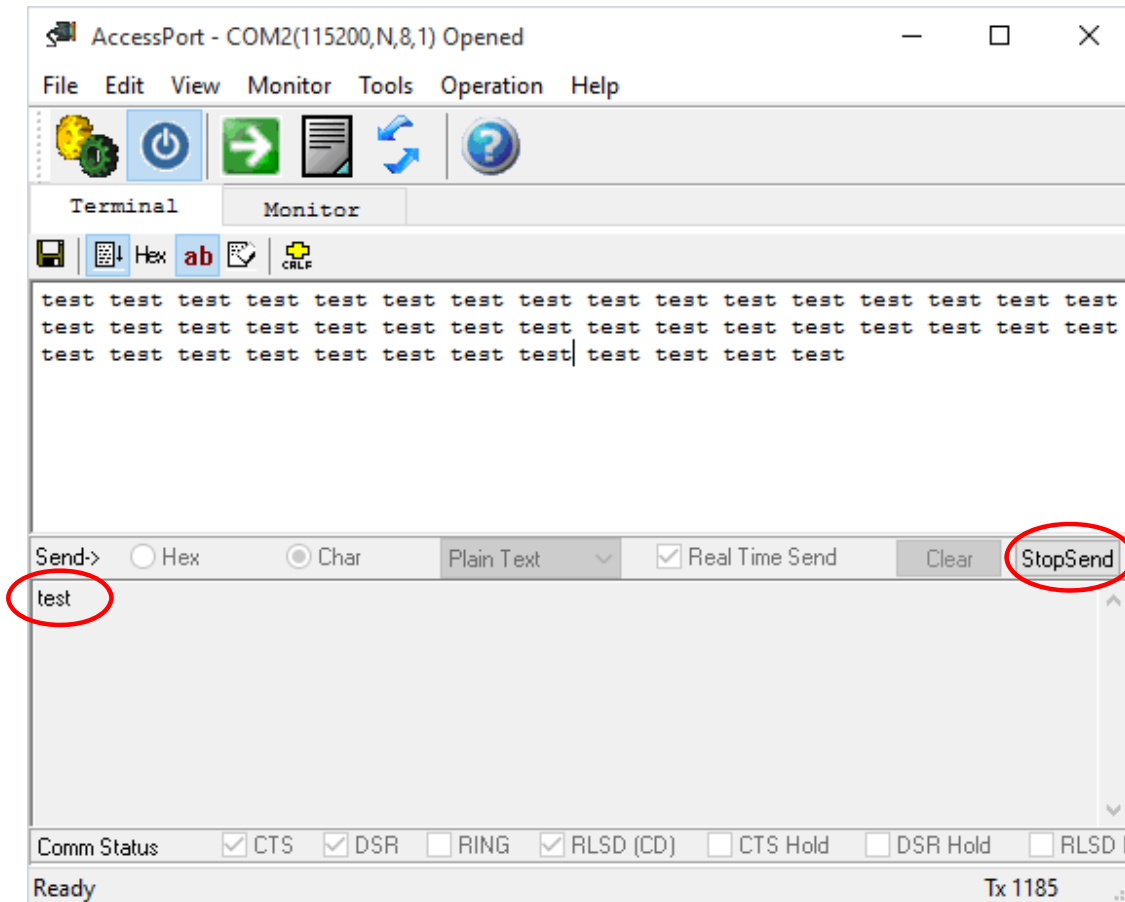 AccessPort - COM2(115200,N,8,1) Opened
File Edit View Monitor Tools Operation Help
Terminal Monitor
Hex ab CRLF
test test test test test test test test test test test test test test test test
test test test test test test test test test test test test test test test test
test test test test test test test test test test test test
Send-> Hex Char Plain Text Real Time Send Clear StopSend
test
Comm Status CTS DSR RING RLSD (CD) CTS Hold DSR Hold RLSD (
Ready Tx 1185